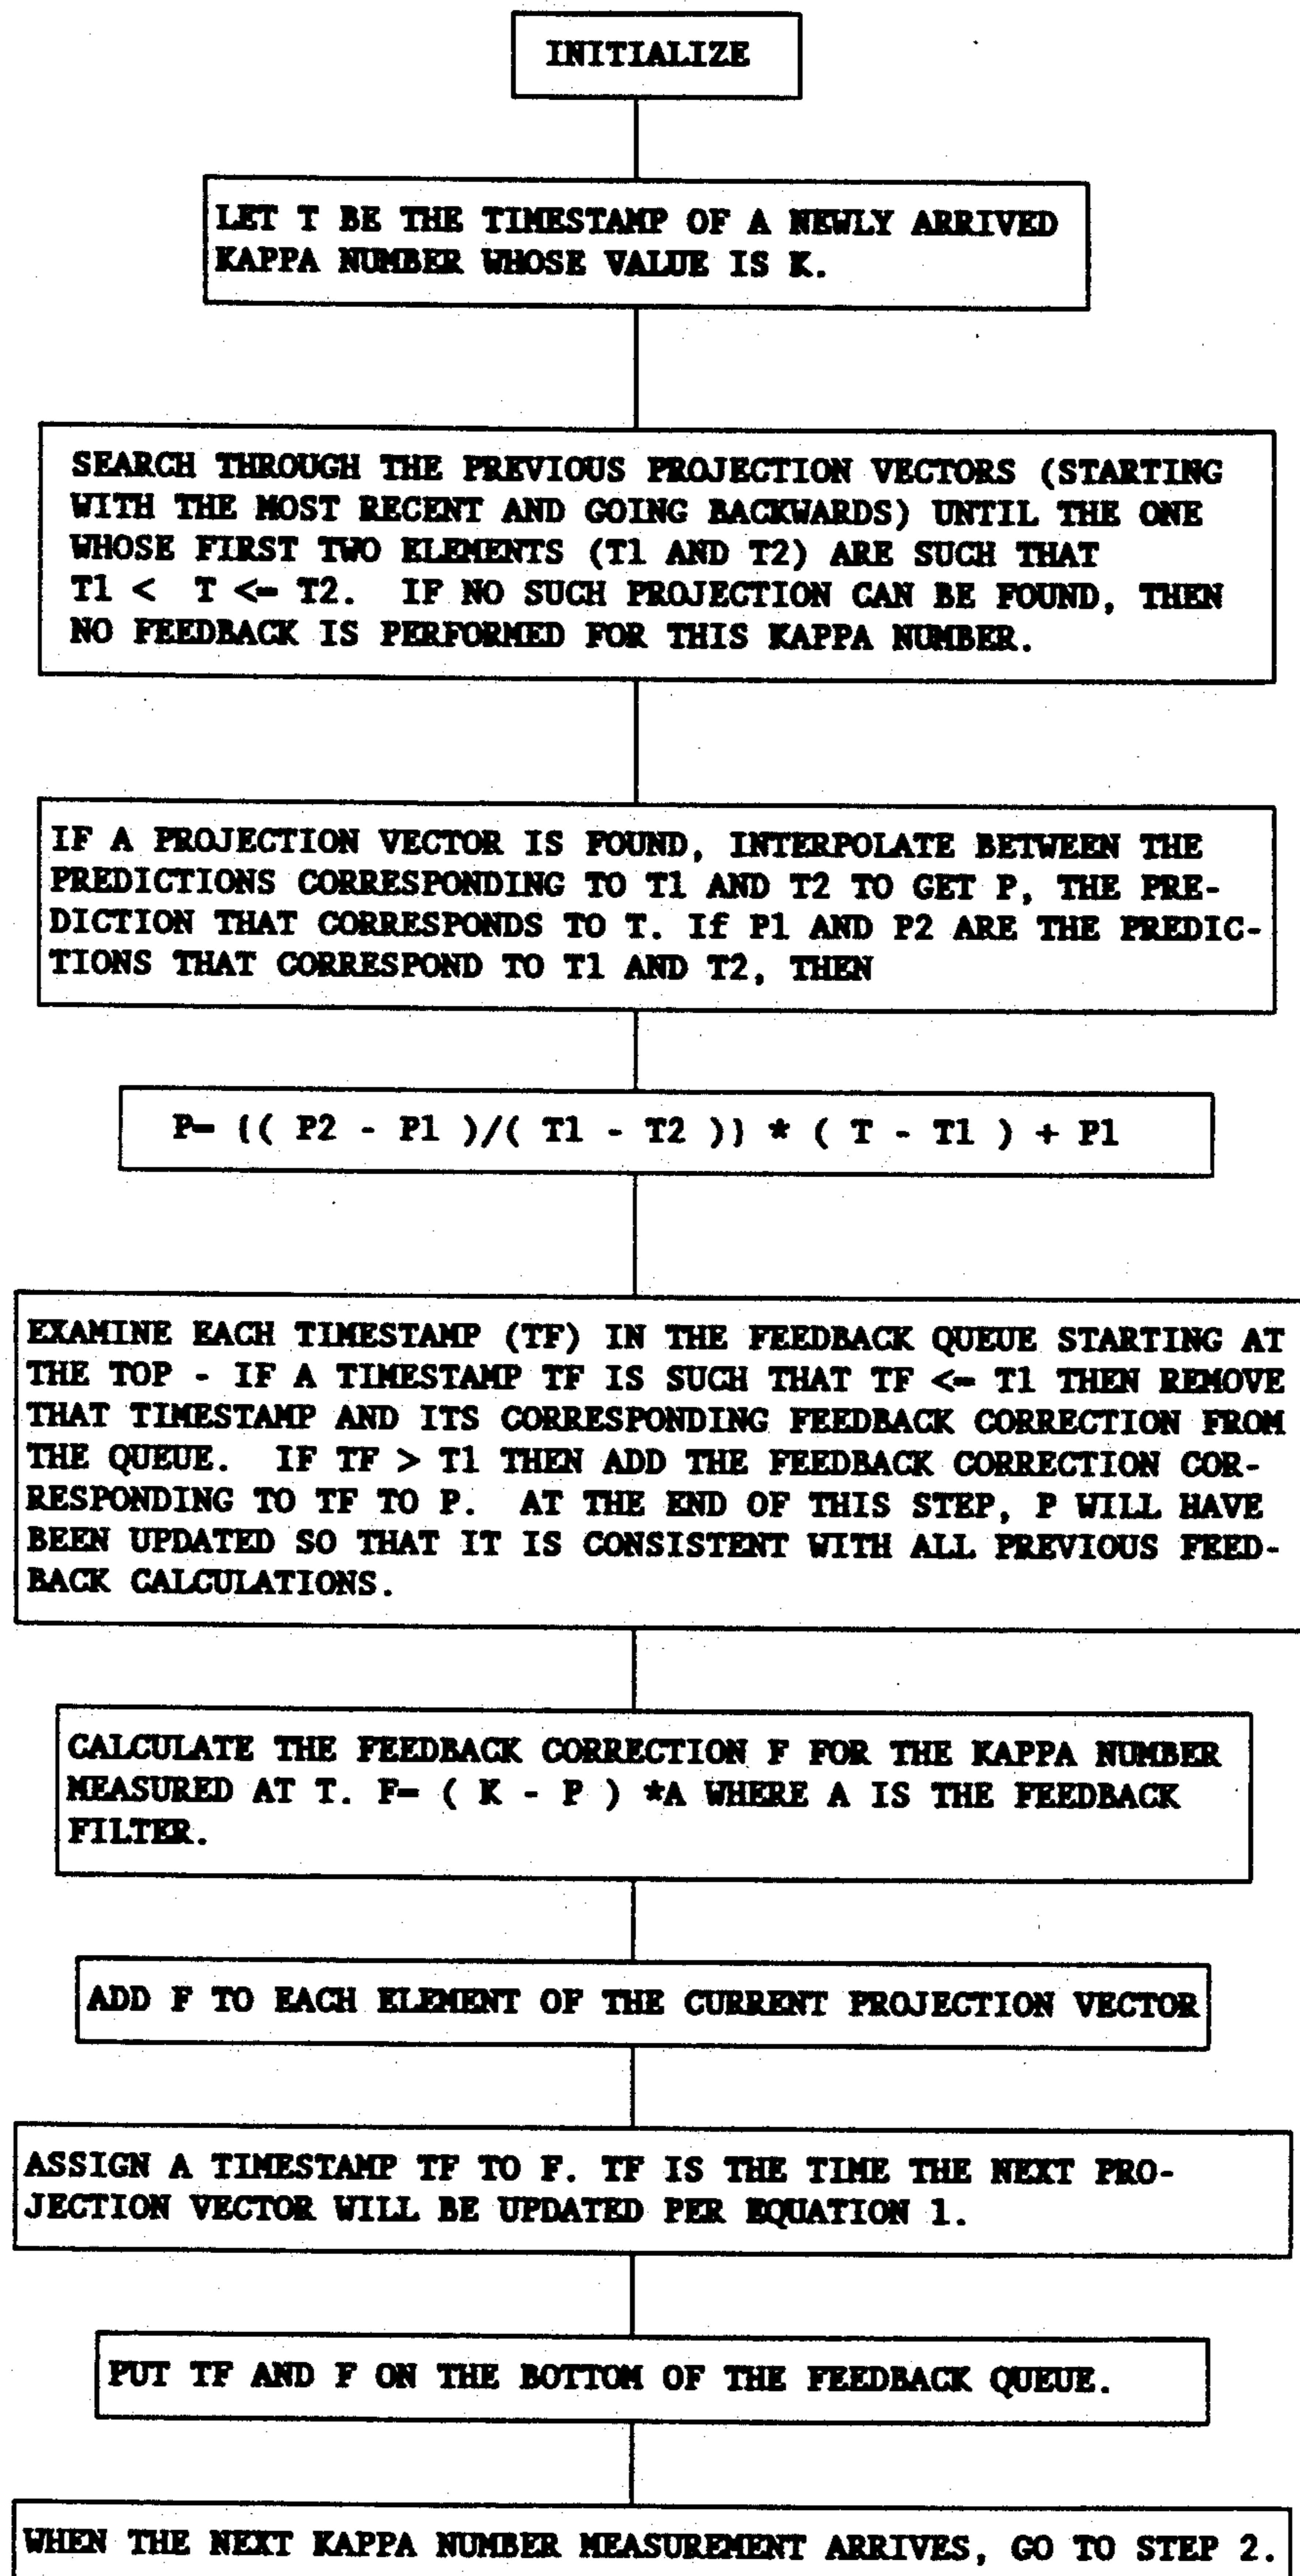 INITIALIZE
LET T BE THE TIMESTAMP OF A NEWLY ARRIVED
KAPPA NUMBER WHOSE VALUE IS K.
SEARCH THROUGH THE PREVIOUS PROJECTION VECTORS (STARTING
WITH THE MOST RECENT AND GOING BACKWARDS) UNTIL THE ONE
WHOSE FIRST TWO ELEMENTS (T1 AND T2) ARE SUCH THAT
T1 < T <= T2. IF NO SUCH PROJECTION CAN BE FOUND, THEN
NO FEEDBACK IS PERFORMED FOR THIS KAPPA NUMBER.
IF A PROJECTION VECTOR IS FOUND, INTERPOLATE BETWEEN THE
PREDICTIONS CORRESPONDING TO T1 AND T2 TO GET P, THE PRE-
DICTION THAT CORRESPONDS TO T. If P1 AND P2 ARE THE PREDIC-
TIONS THAT CORRESPOND TO T1 AND T2, THEN
P= (( P2 - P1 )/( T1 - T2 )) * ( T - T1 ) + P1
EXAMINE EACH TIMESTAMP (TF) IN THE FEEDBACK QUEUE STARTING AT
THE TOP - IF A TIMESTAMP TF IS SUCH THAT TF <= T1 THEN REMOVE
THAT TIMESTAMP AND ITS CORRESPONDING FEEDBACK CORRECTION FROM
THE QUEUE. IF TF > T1 THEN ADD THE FEEDBACK CORRECTION COR-
RESPONDING TO TF TO P. AT THE END OF THIS STEP, P WILL HAVE
BEEN UPDATED SO THAT IT IS CONSISTENT WITH ALL PREVIOUS FEED-
BACK CALCULATIONS.
CALCULATE THE FEEDBACK CORRECTION F FOR THE KAPPA NUMBER
MEASURED AT T. F= ( K - P ) *A WHERE A IS THE FEEDBACK
FILTER.
ADD F TO EACH ELEMENT OF THE CURRENT PROJECTION VECTOR
ASSIGN A TIMESTAMP TF TO F. TF IS THE TIME THE NEXT PRO-
JECTION VECTOR WILL BE UPDATED PER EQUATION 1.
PUT TF AND F ON THE BOTTOM OF THE FEEDBACK QUEUE.
WHEN THE NEXT KAPPA NUMBER MEASUREMENT ARRIVES, GO TO STEP 2.